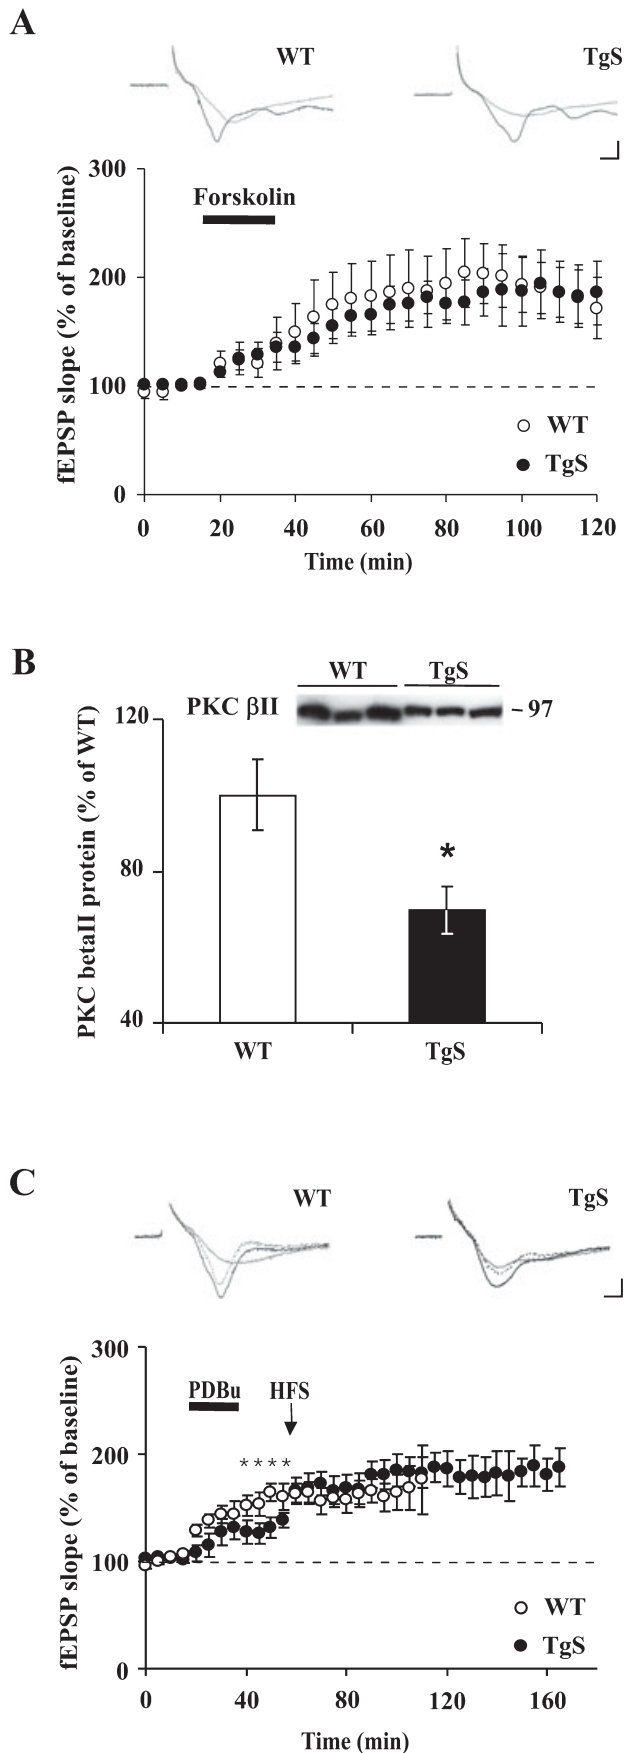 A
WT TgS
300
Forskolin
200
100
0
fEPSP slope (% of baseline)
WT
TgS
0 20 40 60 80 100 120
Time (min)
B
WT TgS
PKC βII
– 97
120
80
40
PKC betaII protein (% of WT)
*
WT TgS
C
WT TgS
300
PDBu HFS
200
* * * *
100
0
fEPSP slope (% of baseline)
WT
TgS
0 40 80 120 160
Time (min)